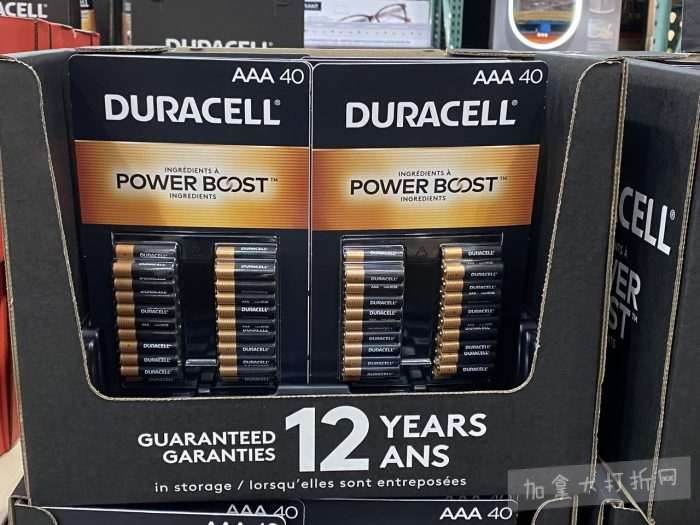 DURACELL
AAA 40
DURACELL®
INGRÉDIENTS À
POWER BOOST™
INGREDIENTS
AAA 40
DURACELL®
INGRÉDIENTS À
POWER BOOST™
INGREDIENTS
CELL®
GUARANTEED
GARANTIES
12 YEARS
ANS
in storage / lorsqu'elles sont entreposées
AAA 40
AAA 40
加拿大打折网